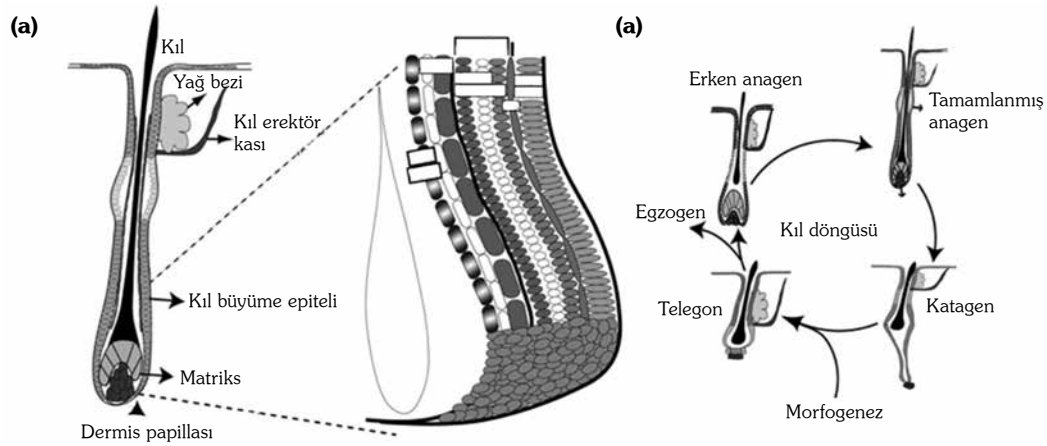 (a)
Kıl
Yağ bezi
Kıl erektör
kası
Kıl büyüme epiteli
Matriks
Dermis papillası
(a)
Erken anagen
Tamamlanmış
anagen
Egzogen
Kıl döngüsü
Telegon
Katagen
Morfogenez